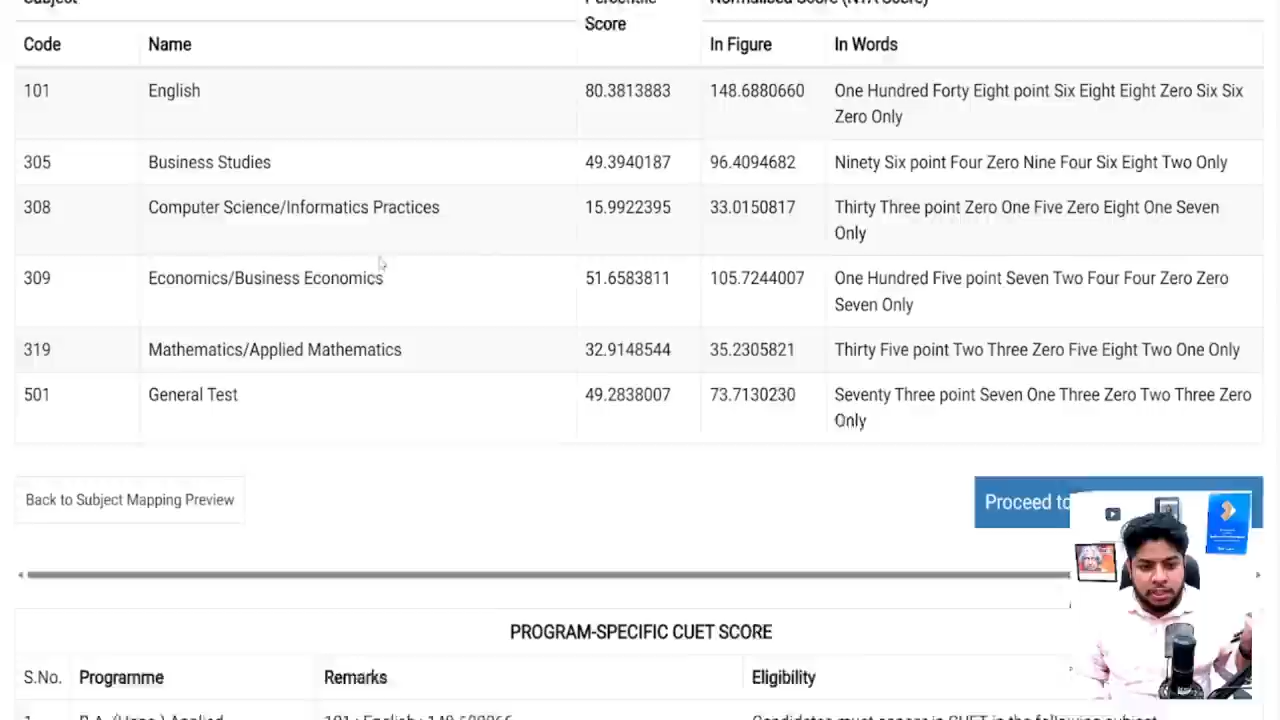 Subject Percentile Normalised Score (NTA Score)
Score
Code Name In Figure In Words
101 English 80.3813883 148.6880660 One Hundred Forty Eight point Six Eight Eight Zero Six Six
Zero Only
305 Business Studies 49.3940187 96.4094682 Ninety Six point Four Zero Nine Four Six Eight Two Only
308 Computer Science/Informatics Practices 15.9922395 33.0150817 Thirty Three point Zero One Five Zero Eight One Seven
Only
309 Economics/Business Economics 51.6583811 105.7244007 One Hundred Five point Seven Two Four Four Zero Zero
Seven Only
319 Mathematics/Applied Mathematics 32.9148544 35.2305821 Thirty Five point Two Three Zero Five Eight Two One Only
501 General Test 49.2838007 73.7130230 Seventy Three point Seven One Three Zero Two Three Zero
Only
Back to Subject Mapping Preview Proceed to
PROGRAM-SPECIFIC CUET SCORE
S.No. Programme Remarks Eligibility